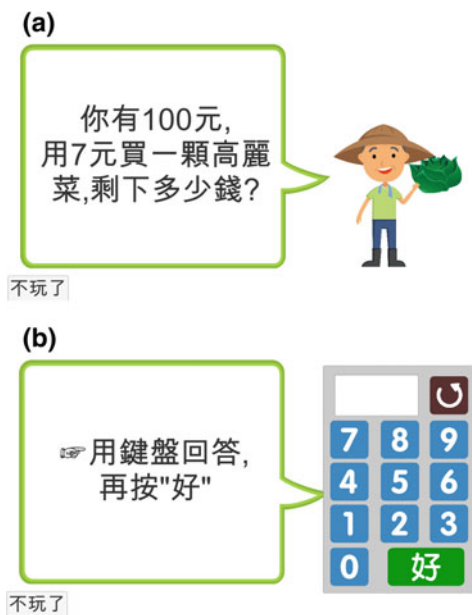 (a)
你有100元,
用7元買一顆高麗
菜,剩下多少錢?
不玩了
(b)
☞用鍵盤回答,
再按"好"
7 8 9
4 5 6
1 2 3
0 好
不玩了